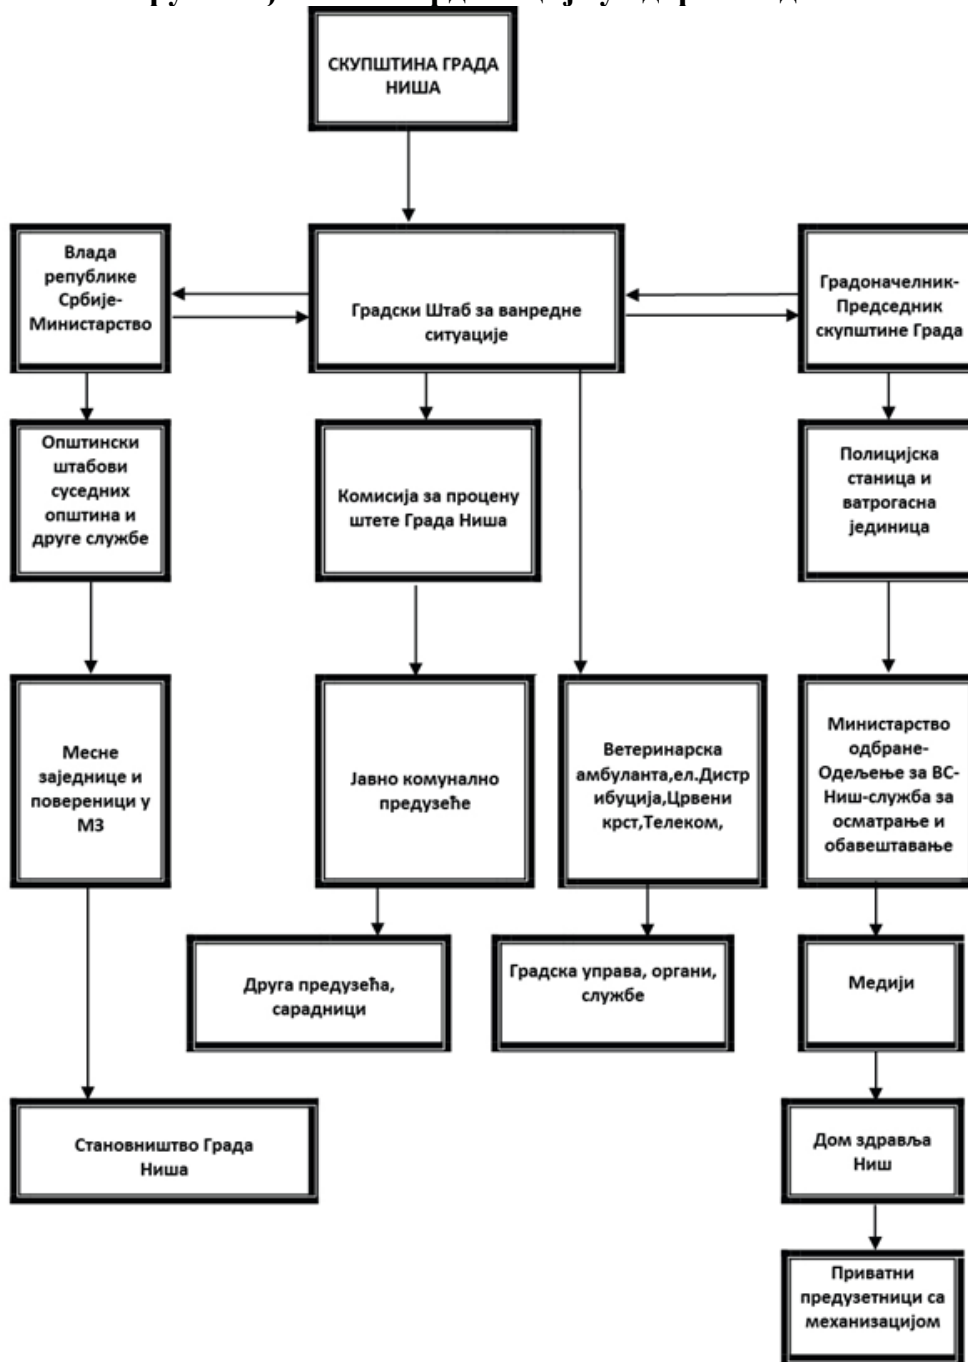 СКУПШТИНА ГРАДА
НИША
Влада
републике
Србије-
Министарство
Градски Штаб за ванредне
ситуације
Градоначелник-
Председник
скупштине Града
Општински
штабови
суседних
општина и
друге службе
Комисија за процену
штете Града Ниша
Полицијска
станица и
ватрогасна
јединица
Месне
заједнице и
повереници у
МЗ
Јавно комунално
предузеће
Ветеринарска
амбуланта,ел.Дистр
ибуција,Црвени
крст,Телеком,
Министарство
одбране-
Одељење за ВС-
Ниш-служба за
осматрање и
обавештавање
Друга предузећа,
сарадници
Градска управа, органи,
службе
Медији
Становништво Града
Ниша
Дом здравља
Ниш
Приватни
предузетници са
механизацијом